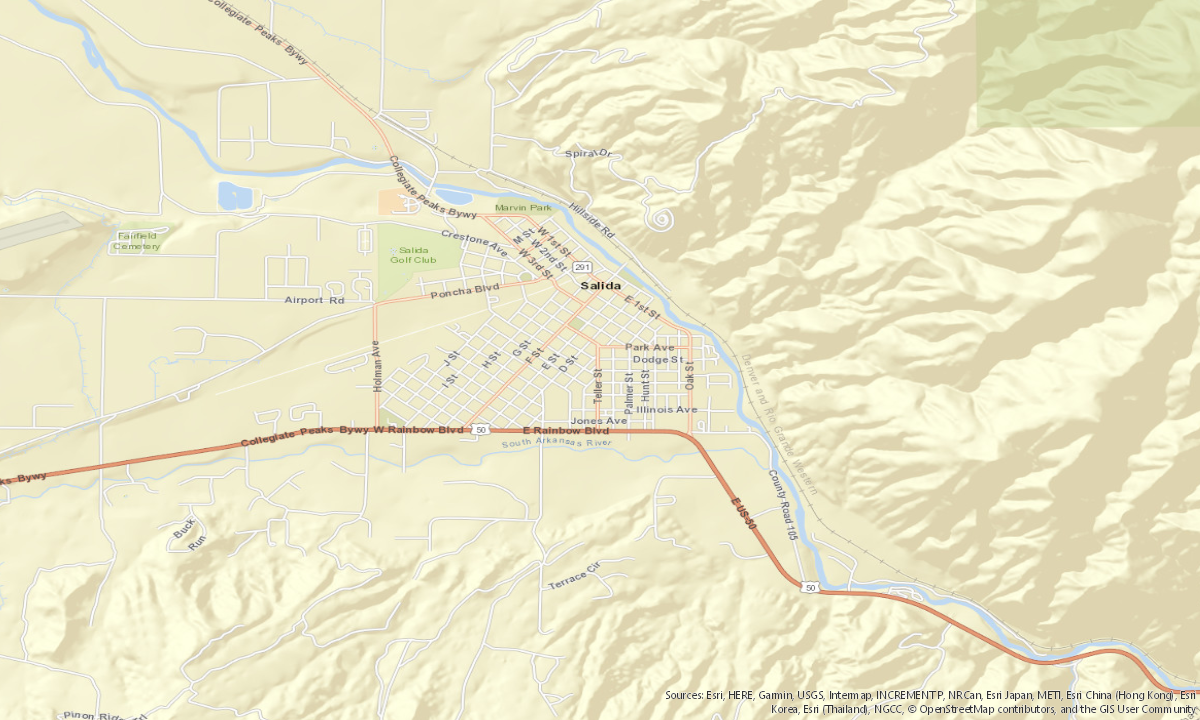 Collegiate Peaks Bywy
Spiral Dr
Collegiate Peaks Bywy
Marvin Park
Hillside Rd
Fairfield
Cemetery
Crestone Ave
M St
W 1st St
W 2nd St
W 3rd St
Salida
Golf Club
291
Salida
Poncha Blvd
Airport Rd
E 1st St
Park Ave
Dodge St
Holman Ave
J St
I St
H St
G St
F St
E St
D St
Teller St
Palmer St
Hunt St
Oak St
Illinois Ave
Jones Ave
Denver and Rio Grande Western
Collegiate Peaks Bywy
W Rainbow Blvd
50
E Rainbow Blvd
South Arkansas River
ks Bywy
County Road 105
E US 50
Buck
Run
Terrace Cir
50
Sources: Esri, HERE, Garmin, USGS, Intermap, INCREMENT P, NRCan, Esri Japan, METI, Esri China (Hong Kong), Esri
Korea, Esri (Thailand), NGCC, © OpenStreetMap contributors, and the GIS User Community